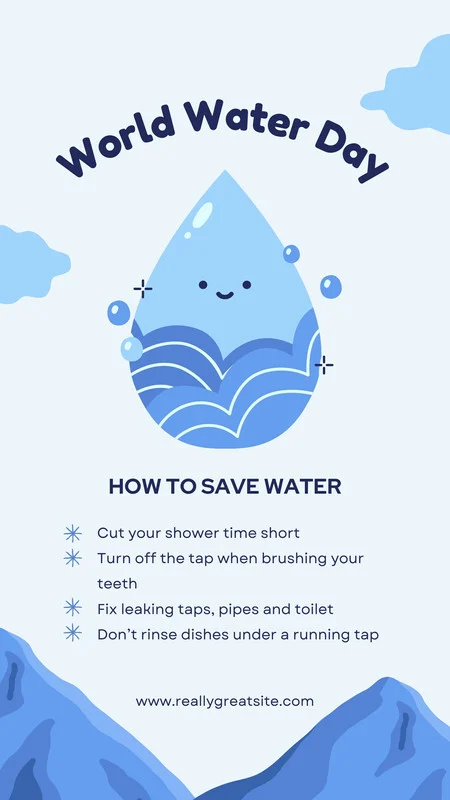 World Water Day
HOW TO SAVE WATER
Cut your shower time short
Turn off the tap when brushing your
teeth
Fix leaking taps, pipes and toilet
Don't rinse dishes under a running tap
www.reallygreatsite.com